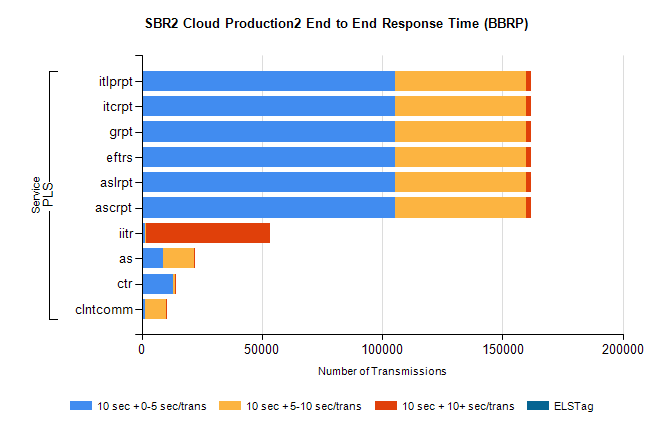 SBR2 Cloud Production2 End to End Response Time (BBRP)
itlprpt
itcrpt
grpt
eftrs
aslrpt
ascrpt
iitr
as
ctr
clntcomm
Service
PLS
0
50000
100000
150000
200000
Number of Transmissions
10 sec +0-5 sec/trans
10 sec +5-10 sec/trans
10 sec + 10+ sec/trans
ELSTag